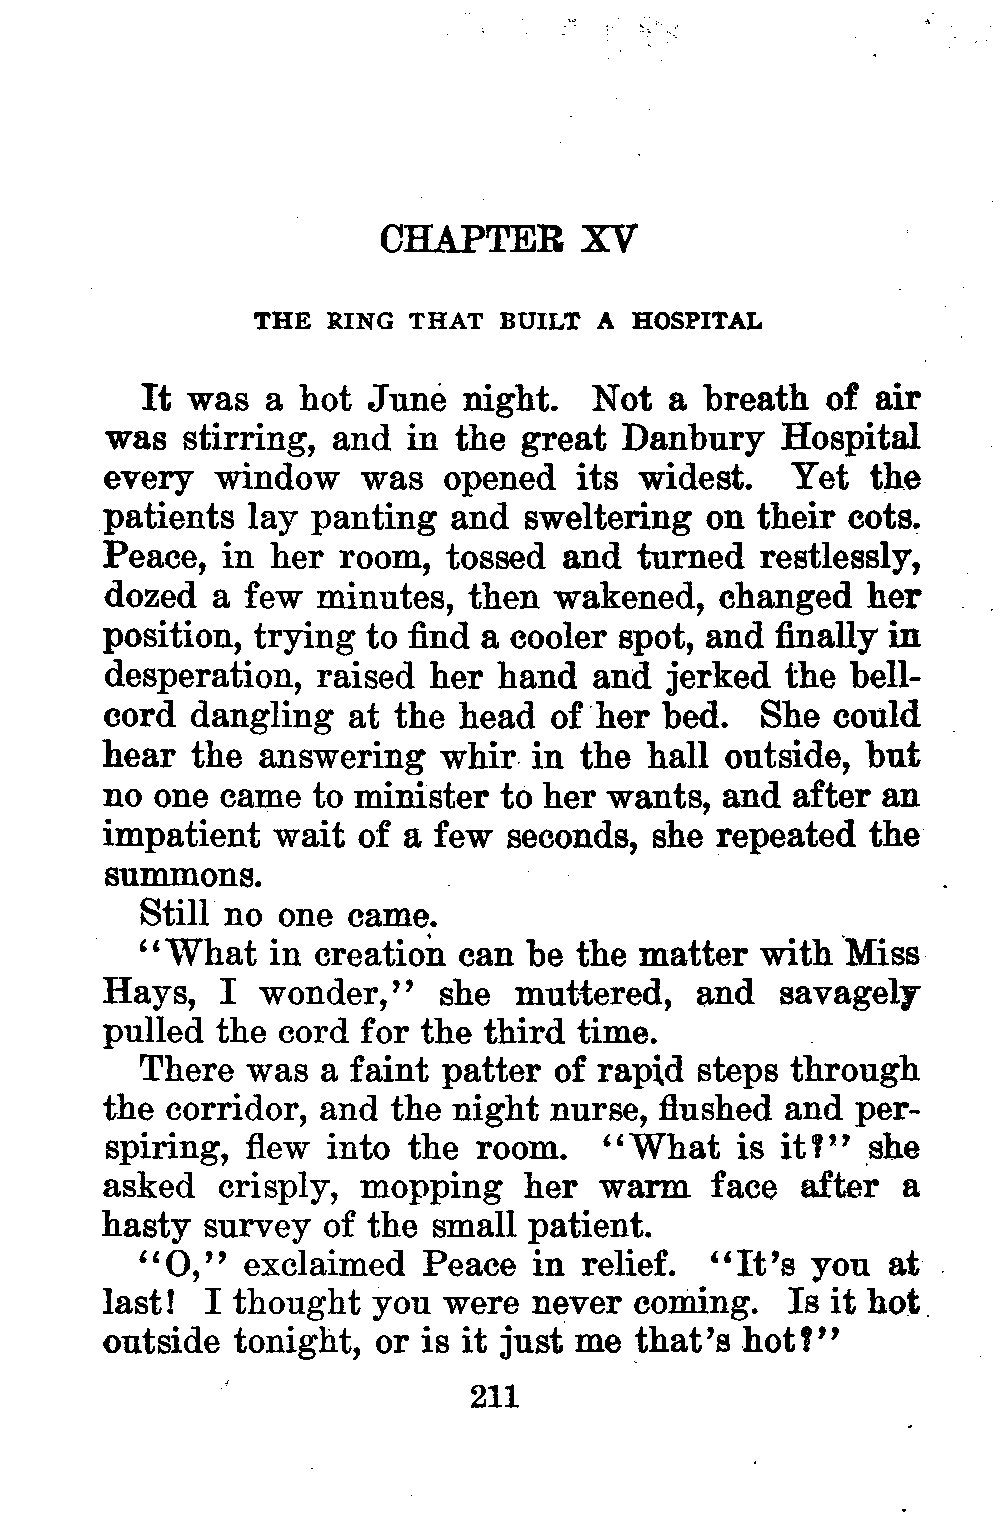 CHAPTER XV
THE RING THAT BUILT A HOSPITAL
It was a hot June night. Not a breath of air
was stirring, and in the great Danbury Hospital
every window was opened its widest. Yet the
patients lay panting and sweltering on their cots.
Peace, in her room, tossed and turned restlessly,
dozed a few minutes, then wakened, changed her
position, trying to find a cooler spot, and finally in
desperation, raised her hand and jerked the bell-
cord dangling at the head of her bed. She could
hear the answering whir in the hall outside, but
no one came to minister to her wants, and after an
impatient wait of a few seconds, she repeated the
summons.
Still no one came.
“What in creation can be the matter with Miss
Hays, I wonder,” she muttered, and savagely
pulled the cord for the third time.
There was a faint patter of rapid steps through
the corridor, and the night nurse, flushed and per-
spiring, flew into the room. “What is it?” she
asked crisply, mopping her warm face after a
hasty survey of the small patient.
“O,” exclaimed Peace in relief. “It’s you at
last! I thought you were never coming. Is it hot
outside tonight, or is it just me that’s hot?”
211